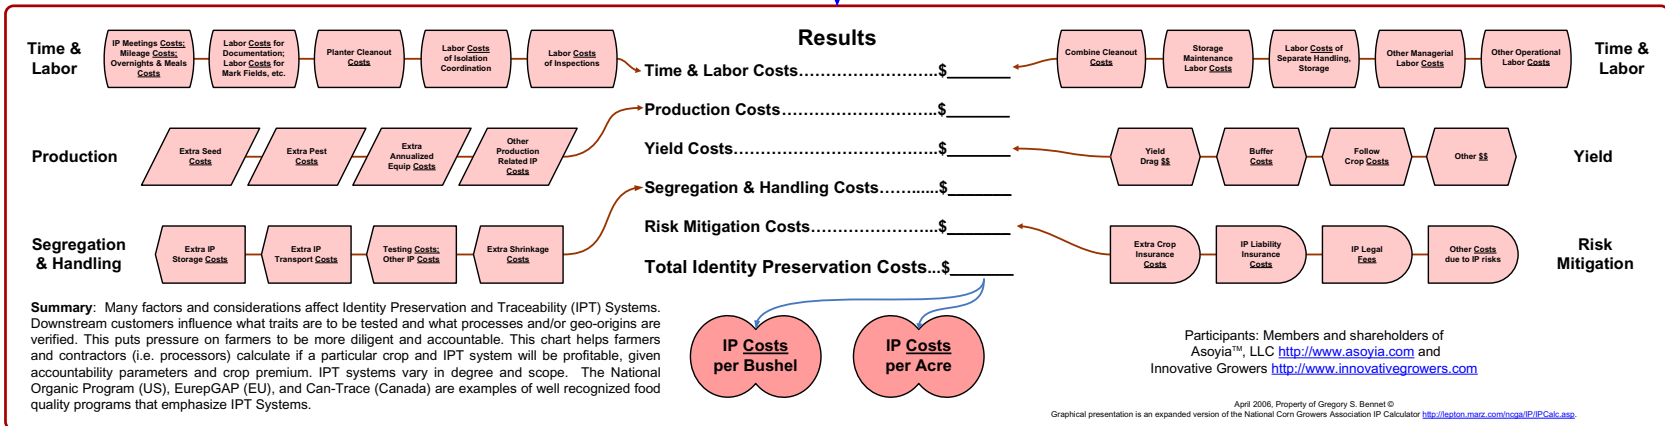 Results
Time &
Labor
IP Meetings Costs;
Mileage Costs;
Overnights & Meals
Costs
Labor Costs for
Documentation;
Labor Costs for
Mark Fields, etc.
Planter Cleanout
Costs
Labor Costs
of Isolation
Coordination
Labor Costs
of Inspections
Time & Labor Costs……………………..$_______
Combine Cleanout
Costs
Storage
Maintenance
Labor Costs
Labor Costs of
Separate Handling,
Storage
Other Managerial
Labor Costs
Other Operational
Labor Costs
Time &
Labor
Production Costs………………………..$_______
Production
Extra Seed
Costs
Extra Pest
Costs
Extra
Annualized
Equip Costs
Other
Production
Related IP
Costs
Yield Costs………………………………..$_______
Yield
Drag $$
Buffer
Costs
Follow
Crop Costs
Other $$
Yield
Segregation & Handling Costs……......$_______
Segregation
& Handling
Extra IP
Storage Costs
Extra IP
Transport Costs
Testing Costs;
Other IP Costs
Extra Shrinkage
Costs
Risk Mitigation Costs…………………..$_______
Extra Crop
Insurance
Costs
IP Liability
Insurance
Costs
IP Legal
Fees
Other Costs
due to IP risks
Risk
Mitigation
Total Identity Preservation Costs...$_______
Summary: Many factors and considerations affect Identity Preservation and Traceability (IPT) Systems.
Downstream customers influence what traits are to be tested and what processes and/or geo-origins are
verified. This puts pressure on farmers to be more diligent and accountable. This chart helps farmers
and contractors (i.e. processors) calculate if a particular crop and IPT system will be profitable, given
accountability parameters and crop premium. IPT systems vary in degree and scope. The National
Organic Program (US), EurepGAP (EU), and Can-Trace (Canada) are examples of well recognized food
quality programs that emphasize IPT Systems.
IP Costs
per Bushel
IP Costs
per Acre
Participants: Members and shareholders of
Asoyia™, LLC http://www.asoyia.com and
Innovative Growers http://www.innovativegrowers.com
April 2006, Property of Gregory S. Bennet ©
Graphical presentation is an expanded version of the National Corn Growers Association IP Calculator http://lepton.marz.com/ncga/IP/IPCalc.asp.